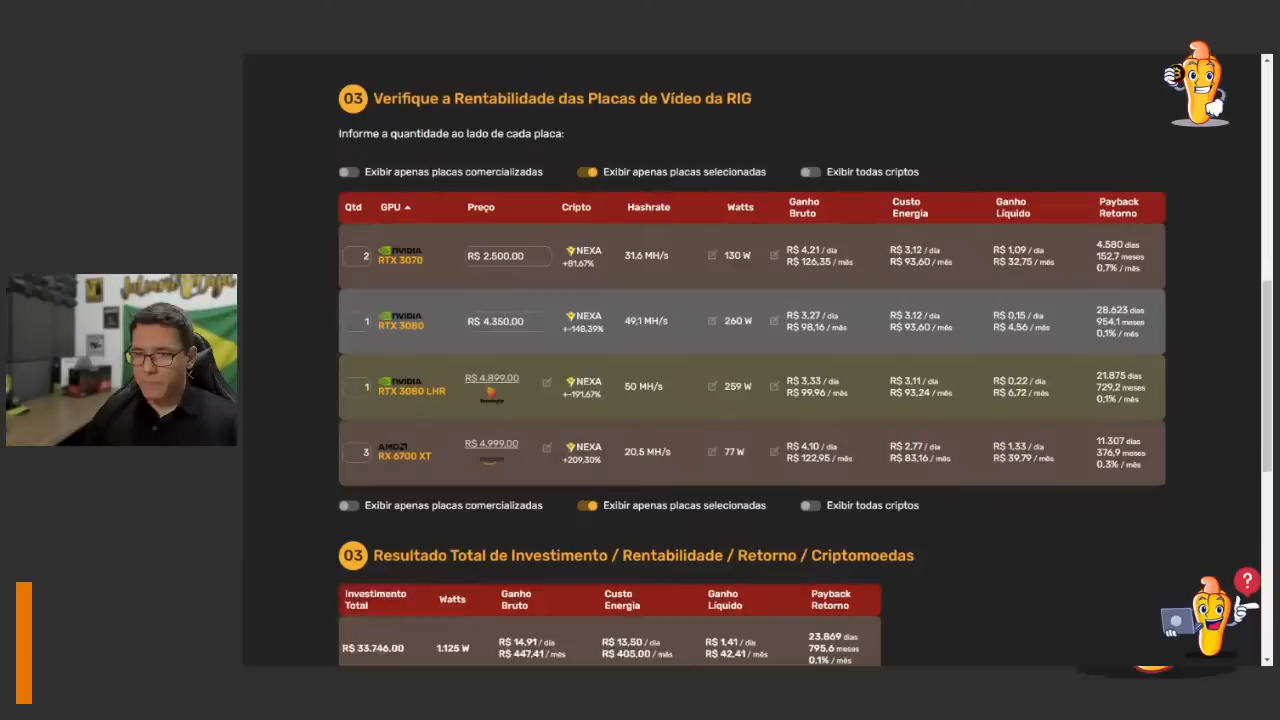 03 Verifique a Rentabilidade das Placas de Vídeo da RIG
Informe a quantidade ao lado de cada placa:
Exibir apenas placas comercializadas Exibir apenas placas selecionadas Exibir todas criptos
Qtd GPU Preço Cripto Hashrate Watts Ganho Bruto Custo Energia Ganho Líquido Payback Retorno
2 NVIDIA RTX 3070 R$ 2.500.00 NEXA +81,67% 31.6 MH/s 130 W R$ 4,21 / dia R$ 126,35 / mês R$ 3,12 / dia R$ 93,60 / mês R$ 1,09 / dia R$ 32,75 / mês 4.580 dias 152,7 meses 0,7% / mês
1 NVIDIA RTX 3080 R$ 4.350.00 NEXA +-148,39% 49,1 MH/s 260 W R$ 3,27 / dia R$ 98,16 / mês R$ 3,12 / dia R$ 93,60 / mês R$ 0,15 / dia R$ 4,56 / mês 28.623 dias 954,1 meses 0,1% / mês
1 NVIDIA RTX 3080 LHR R$ 4.899,00 NEXA +-191,67% 50 MH/s 259 W R$ 3,33 / dia R$ 99,96 / mês R$ 3,11 / dia R$ 93,24 / mês R$ 0,22 / dia R$ 6,72 / mês 21.875 dias 729,2 meses 0,1% / mês
3 AMD RX 6700 XT R$ 4.999,00 NEXA +209,30% 20,5 MH/s 77 W R$ 4,10 / dia R$ 122,95 / mês R$ 2,77 / dia R$ 83,16 / mês R$ 1,33 / dia R$ 39,79 / mês 11.307 dias 376,9 meses 0.3% / mês
Exibir apenas placas comercializadas Exibir apenas placas selecionadas Exibir todas criptos
03 Resultado Total de Investimento / Rentabilidade / Retorno / Criptomoedas
Investimento Total Watts Ganho Bruto Custo Energia Ganho Líquido Payback Retorno
R$ 33.746.00 1.125 W R$ 14,91 / dia R$ 447,41 / mês R$ 13,50 / dia R$ 405,00 / mês R$ 1,41 / dia R$ 42,41 / mês 23.869 dias 795,6 meses 0.1% / mês
?